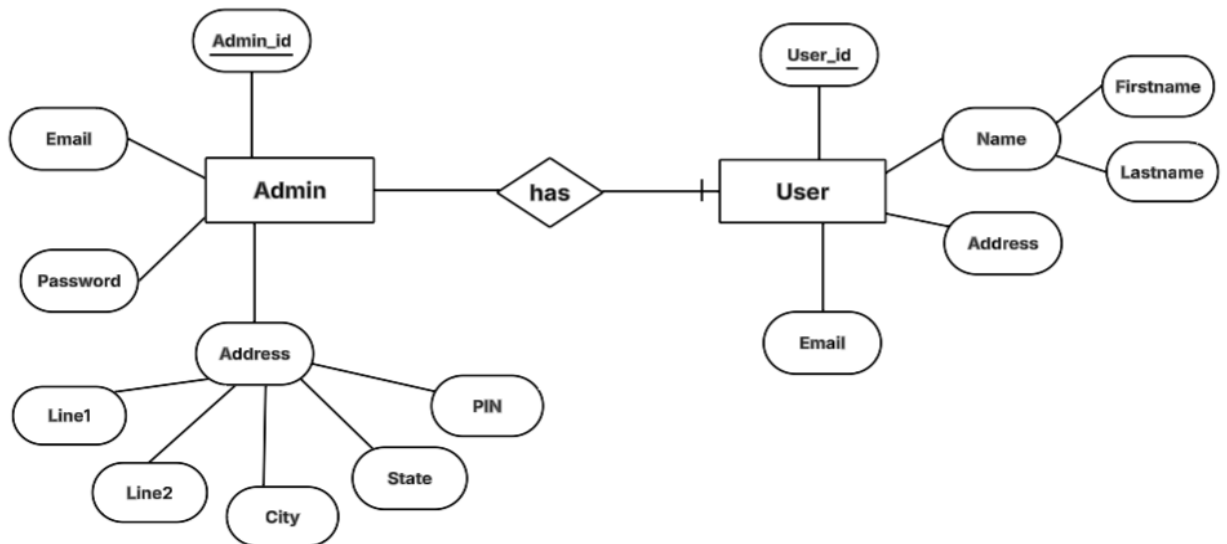 Admin_id
User_id
Firstname
Email
Name
Lastname
Admin
has
User
Address
Password
Email
Address
Line1
PIN
Line2
State
City